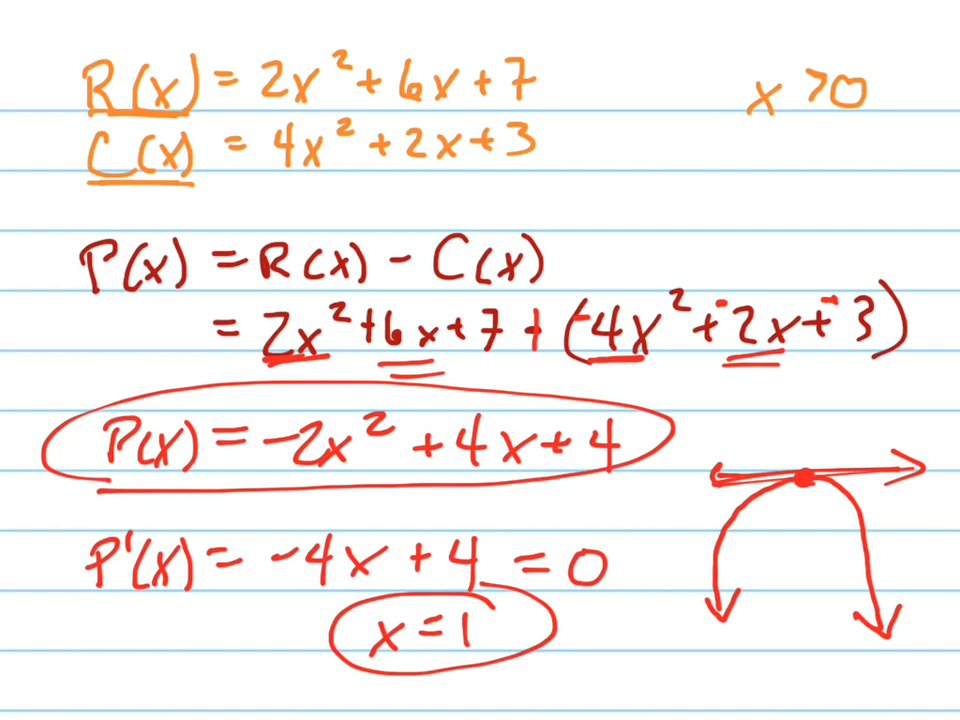 R(x) = 2x² + 6x + 7
x > 0
C(x) = 4x² + 2x + 3
P(x) = R(x) - C(x)
= 2x² + 6x + 7 + (-4x² + -2x + -3)
P(x) = -2x² + 4x + 4
P'(x) = -4x + 4 = 0
x = 1